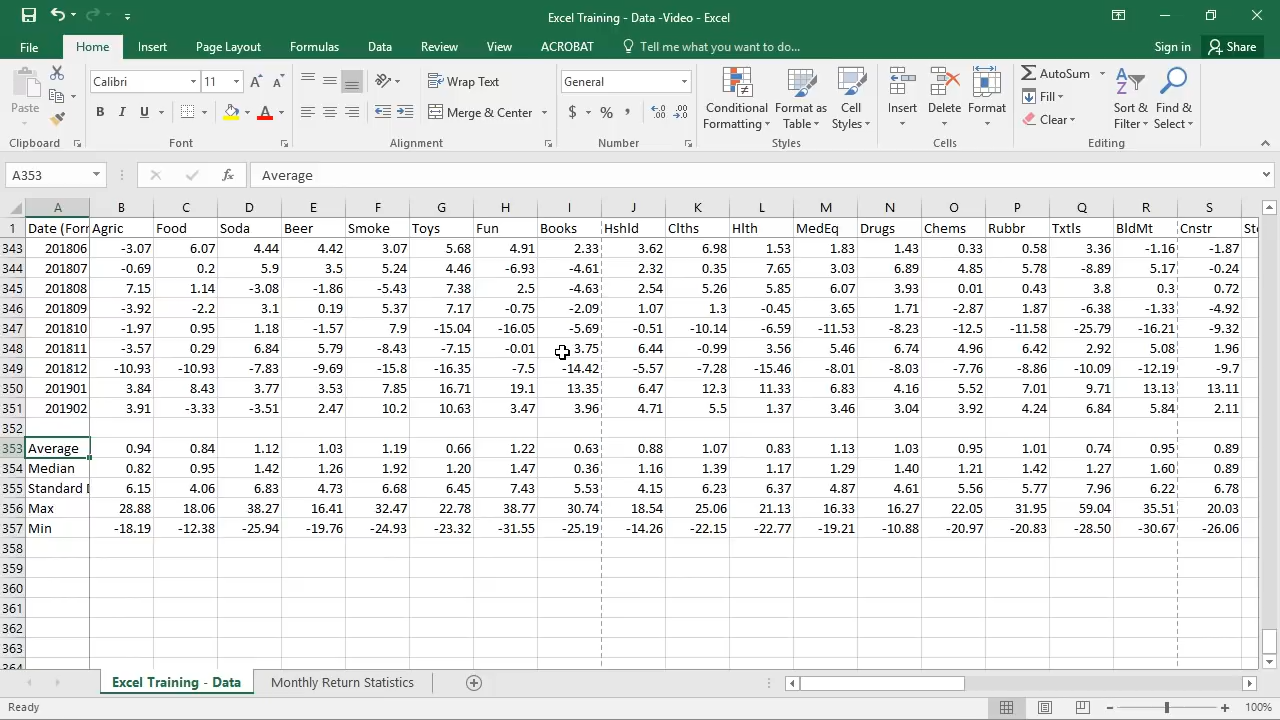 Excel Training - Data -Video - Excel
File Home Insert Page Layout Formulas Data Review View ACROBAT Tell me what you want to do... Sign in Share
Paste Calibri 11 Wrap Text General Conditional Formatting Format as Table Cell Styles Insert Delete Format AutoSum Sort & Filter Find & Select
B I U Merge & Center $ % , Fill
Clear
Clipboard Font Alignment Number Styles Cells Editing
A353 fx Average
A B C D E F G H I J K L M N O P Q R S
1 Date (For Agric Food Soda Beer Smoke Toys Fun Books Hshld Clths Hlth MedEq Drugs Chems Rubbr Txtls BldMt Cnstr Ste
343 201806 -3.07 6.07 4.44 4.42 3.07 5.68 4.91 2.33 3.62 6.98 1.53 1.83 1.43 0.33 0.58 3.36 -1.16 -1.87
344 201807 -0.69 0.2 5.9 3.5 5.24 4.46 -6.93 -4.61 2.32 0.35 7.65 3.03 6.89 4.85 5.78 -8.89 5.17 -0.24
345 201808 7.15 1.14 -3.08 -1.86 -5.43 7.38 2.5 -4.63 2.54 5.26 5.85 6.07 3.93 0.01 0.43 3.8 0.3 0.72
346 201809 -3.92 -2.2 3.1 0.19 5.37 7.17 -0.75 -2.09 1.07 1.3 -0.45 3.65 1.71 -2.87 1.87 -6.38 -1.33 -4.92
347 201810 -1.97 0.95 1.18 -1.57 7.9 -15.04 -16.05 -5.69 -0.51 -10.14 -6.59 -11.53 -8.23 -12.5 -11.58 -25.79 -16.21 -9.32
348 201811 -3.57 0.29 6.84 5.79 -8.43 -7.15 -0.01 3.75 6.44 -0.99 3.56 5.46 6.74 4.96 6.42 2.92 5.08 1.96
349 201812 -10.93 -10.93 -7.83 -9.69 -15.8 -16.35 -7.5 -14.42 -5.57 -7.28 -15.46 -8.01 -8.03 -7.76 -8.86 -10.09 -12.19 -9.7
350 201901 3.84 8.43 3.77 3.53 7.85 16.71 19.1 13.35 6.47 12.3 11.33 6.83 4.16 5.52 7.01 9.71 13.13 13.11
351 201902 3.91 -3.33 -3.51 2.47 10.2 10.63 3.47 3.96 4.71 5.5 1.37 3.46 3.04 3.92 4.24 6.84 5.84 2.11
352
353 Average 0.94 0.84 1.12 1.03 1.19 0.66 1.22 0.63 0.88 1.07 0.83 1.13 1.03 0.95 1.01 0.74 0.95 0.89
354 Median 0.82 0.95 1.42 1.26 1.92 1.20 1.47 0.36 1.16 1.39 1.17 1.29 1.40 1.21 1.42 1.27 1.60 0.89
355 Standard 6.15 4.06 6.83 4.73 6.68 6.45 7.43 5.53 4.15 6.23 6.37 4.87 4.61 5.56 5.77 7.96 6.22 6.78
356 Max 28.88 18.06 38.27 16.41 32.47 22.78 38.77 30.74 18.54 25.06 21.13 16.33 16.27 22.05 31.95 59.04 35.51 20.03
357 Min -18.19 -12.38 -25.94 -19.76 -24.93 -23.32 -31.55 -25.19 -14.26 -22.15 -22.77 -19.21 -10.88 -20.97 -20.83 -28.50 -30.67 -26.06
358
359
360
361
362
363
364
Excel Training - Data Monthly Return Statistics
Ready 100%